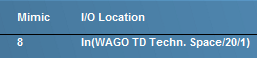 Mimic I/O Location
8 In(WAGO TD Techn. Space/20/1)